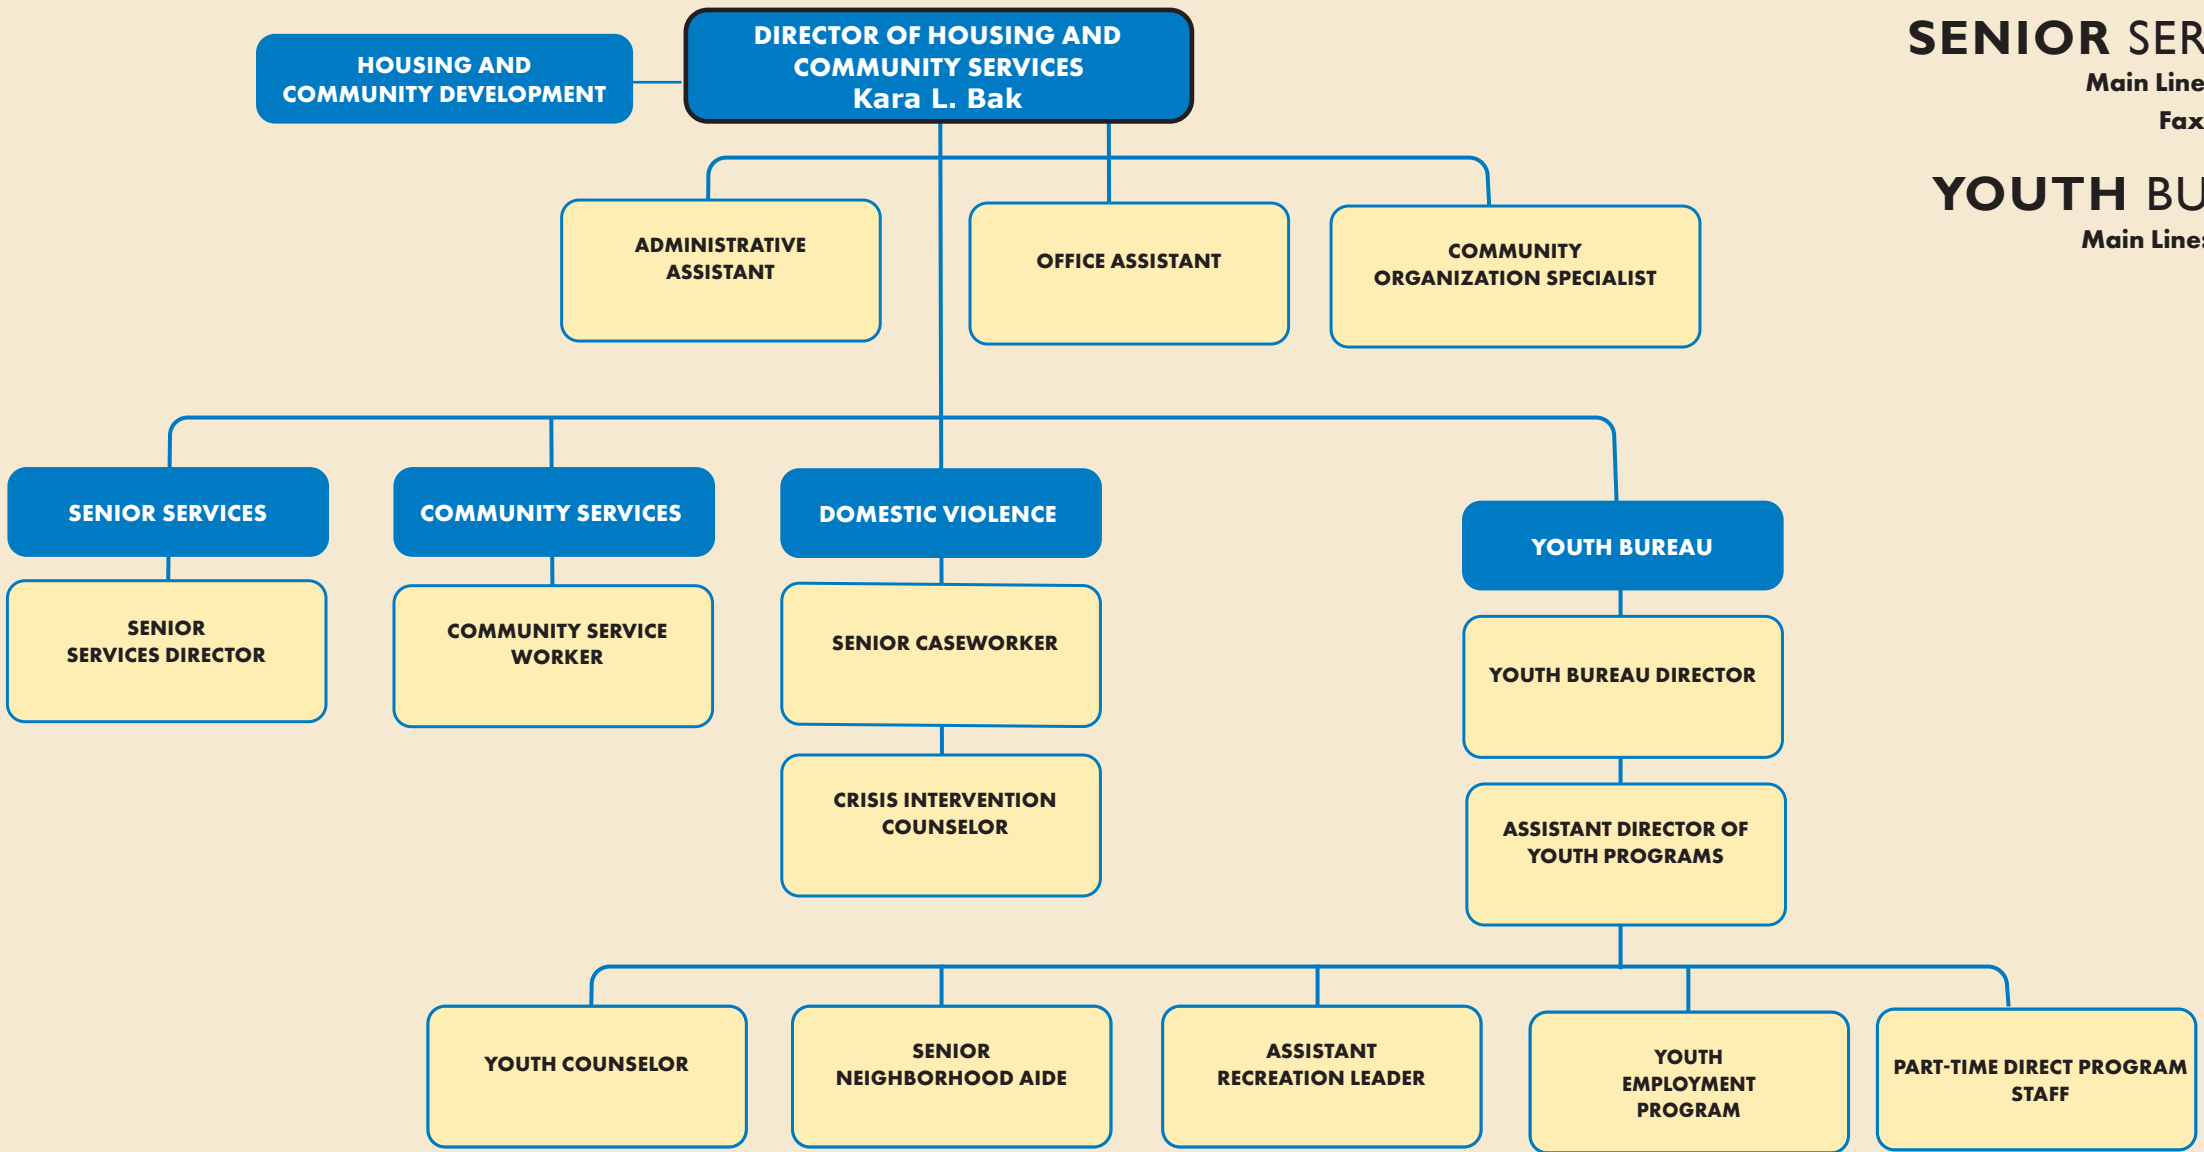 HOUSING AND
COMMUNITY DEVELOPMENT
DIRECTOR OF HOUSING AND
COMMUNITY SERVICES
Kara L. Bak
SENIOR SER
Main Line
Fax
YOUTH BU
Main Line:
ADMINISTRATIVE
ASSISTANT
OFFICE ASSISTANT
COMMUNITY
ORGANIZATION SPECIALIST
SENIOR SERVICES
COMMUNITY SERVICES
DOMESTIC VIOLENCE
YOUTH BUREAU
SENIOR
SERVICES DIRECTOR
COMMUNITY SERVICE
WORKER
SENIOR CASEWORKER
YOUTH BUREAU DIRECTOR
CRISIS INTERVENTION
COUNSELOR
ASSISTANT DIRECTOR OF
YOUTH PROGRAMS
YOUTH COUNSELOR
SENIOR
NEIGHBORHOOD AIDE
ASSISTANT
RECREATION LEADER
YOUTH
EMPLOYMENT
PROGRAM
PART-TIME DIRECT PROGRAM
STAFF